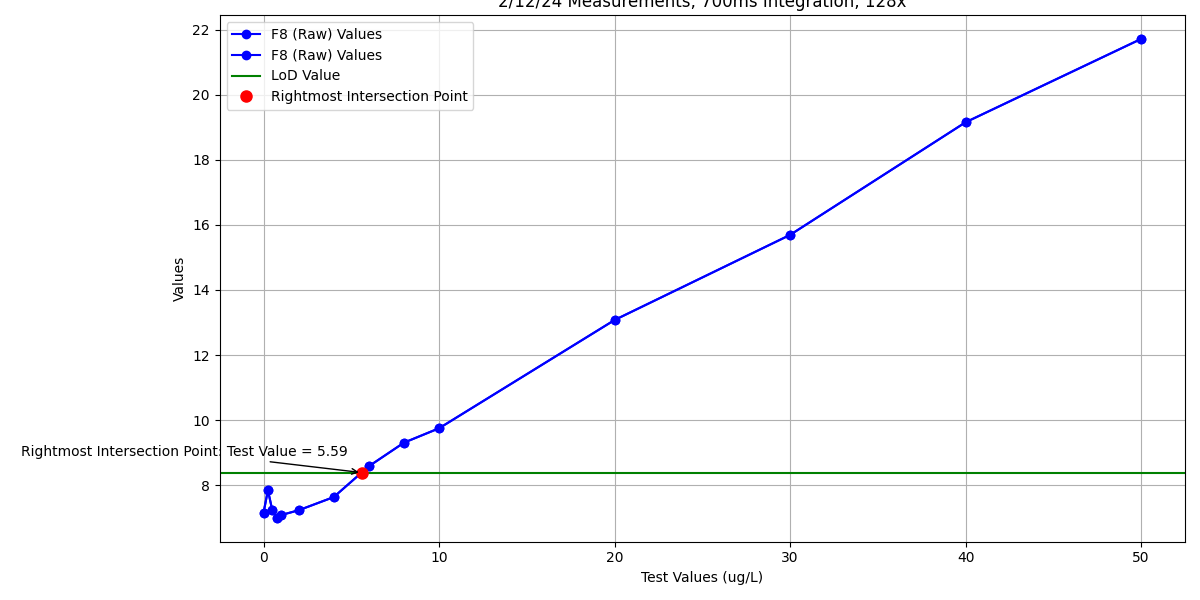 2/12/24 Measurements, 700ms Integration, 128x
F8 (Raw) Values
F8 (Raw) Values
LoD Value
Rightmost Intersection Point
Values
22
20
18
16
14
12
10
8
Rightmost Intersection Point: Test Value = 5.59
0 10 20 30 40 50
Test Values (ug/L)